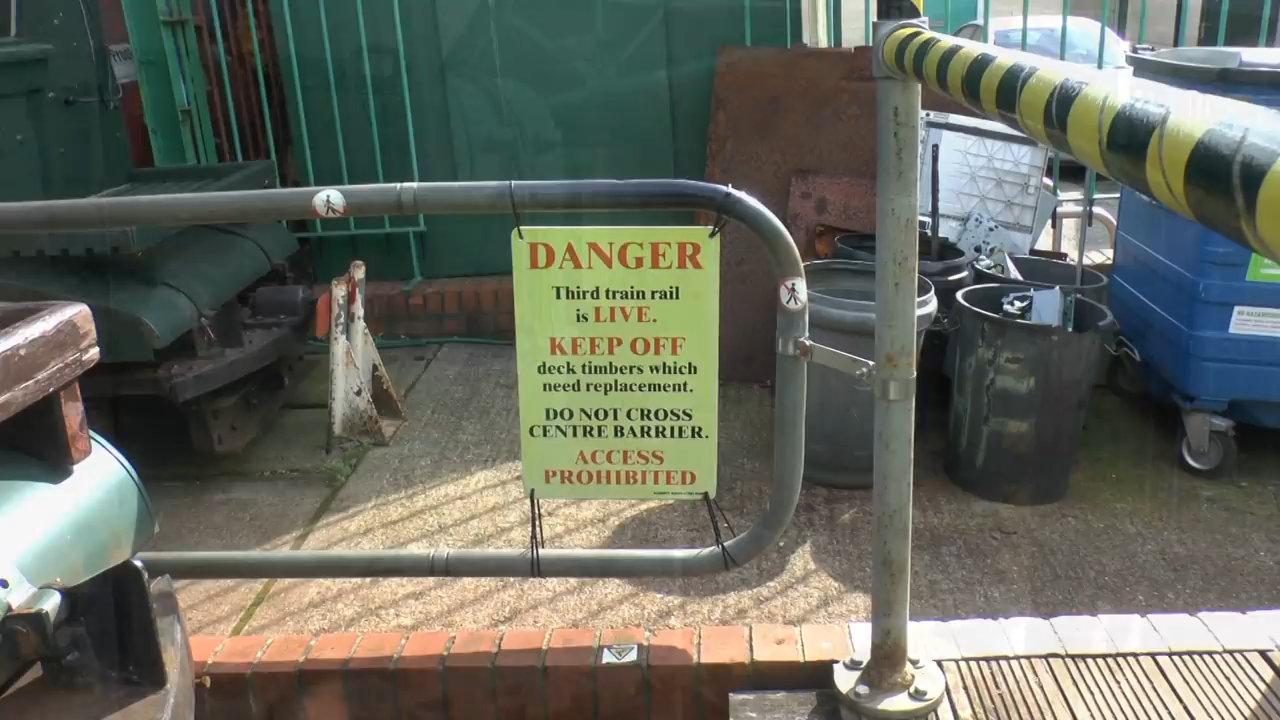 DANGER
Third train rail
is LIVE.
KEEP OFF
deck timbers which
need replacement.
DO NOT CROSS
CENTRE BARRIER.
ACCESS
PROHIBITED